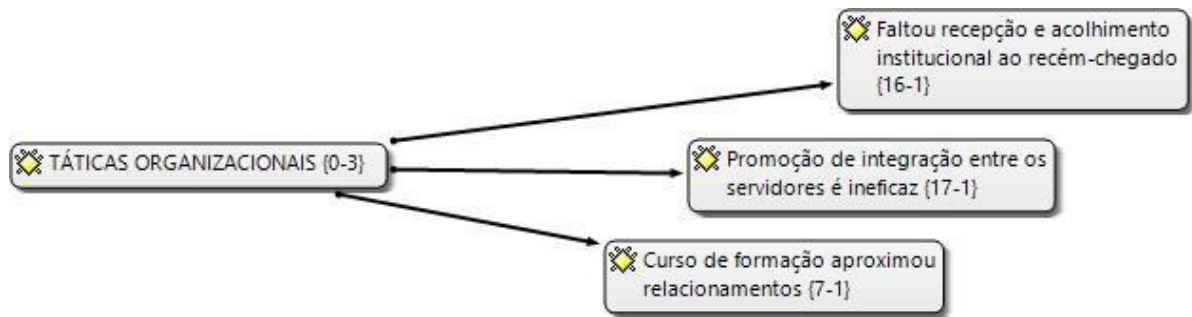 Faltou recepção e acolhimento
institucional ao recém-chegado
{16-1}
TÁTICAS ORGANIZACIONAIS {0-3}
Promoção de integração entre os
servidores é ineficaz {17-1}
Curso de formação aproximou
relacionamentos {7-1}